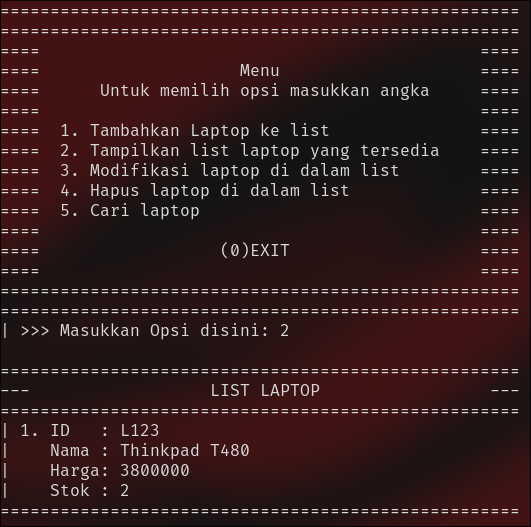 ====================================================
====================================================
====                                            ====
====                    Menu                    ====
====      Untuk memilih opsi masukkan angka     ====
====                                            ====
====  1. Tambahkan Laptop ke list               ====
====  2. Tampilkan list laptop yang tersedia    ====
====  3. Modifikasi laptop di dalam list        ====
====  4. Hapus laptop di dalam list             ====
====  5. Cari laptop                            ====
====                                            ====
====                  (0)EXIT                   ====
====                                            ====
====================================================
====================================================
| >>> Masukkan Opsi disini: 2

====================================================
---                  LIST LAPTOP                 ---
====================================================
| 1. ID   : L123
|    Nama : Thinkpad T480
|    Harga: 3800000
|    Stok : 2
====================================================